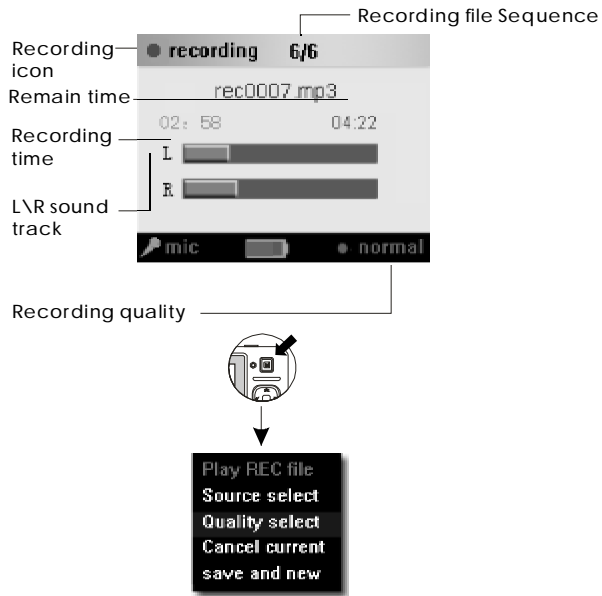 Recording file Sequence
Recording icon
recording 6/6
rec0007.mp3
Remain time
02: 58 04:22
Recording time
L
R
L\R sound track
mic normal
Recording quality
M
Play REC file
Source select
Quality select
Cancel current
save and new